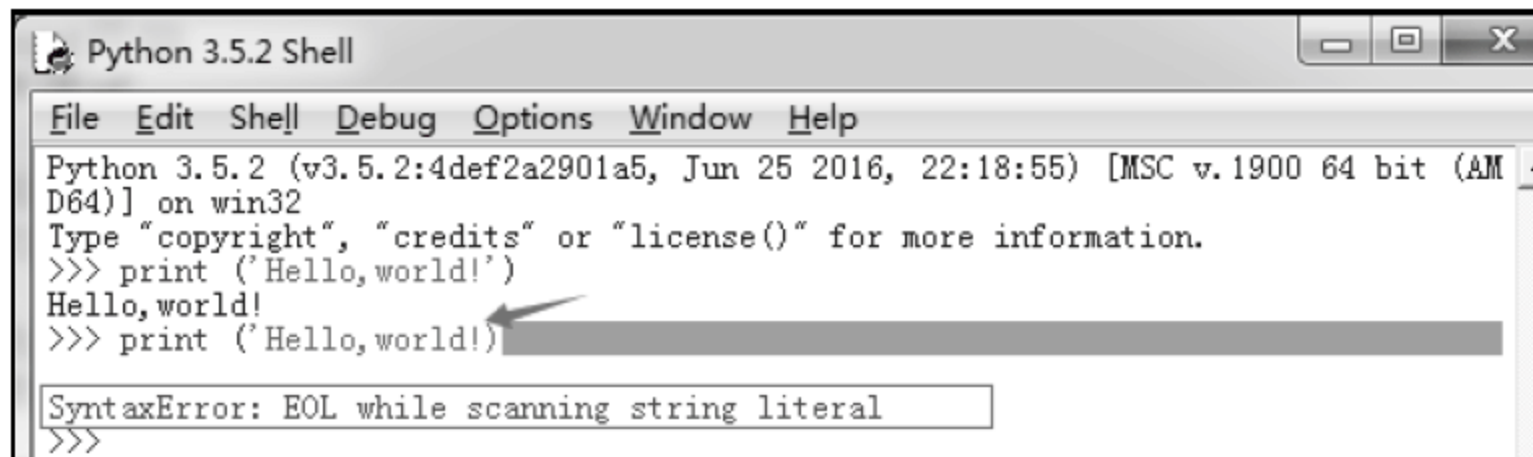 Python 3.5.2 Shell
File Edit Shell Debug Options Window Help
Python 3.5.2 (v3.5.2:4def2a2901a5, Jun 25 2016, 22:18:55) [MSC v.1900 64 bit (AM
D64)] on win32
Type "copyright", "credits" or "license()" for more information.
>>> print ('Hello,world!')
Hello,world!
>>> print ('Hello,world!)
SyntaxError: EOL while scanning string literal
>>>